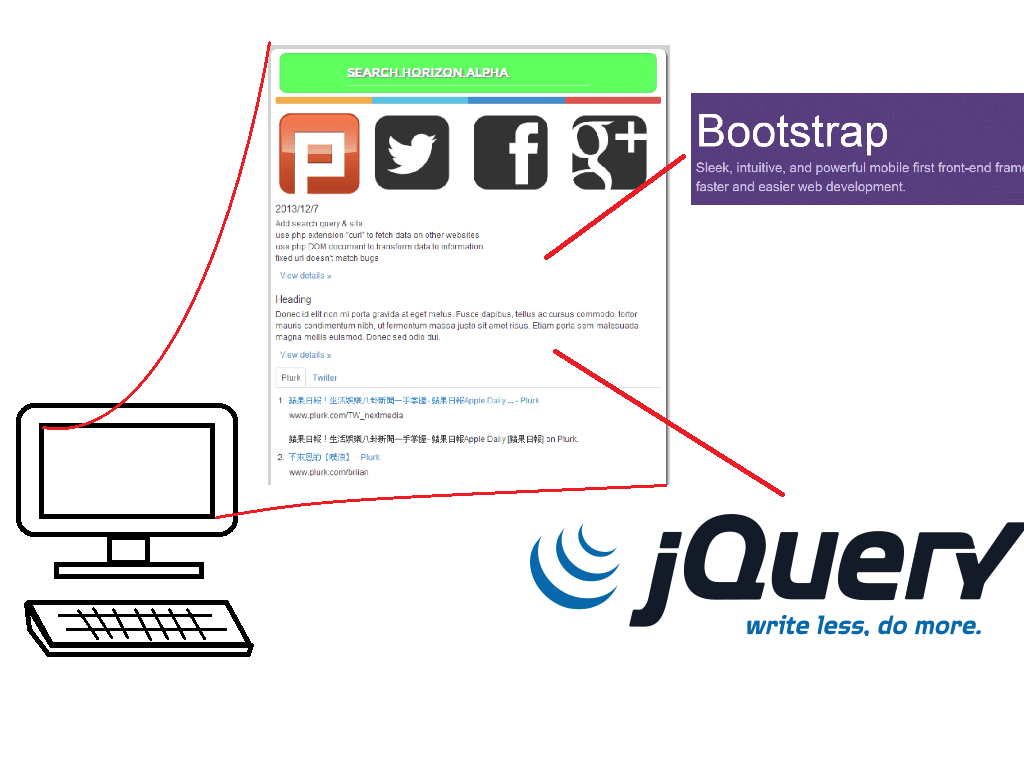 SEARCH HORIZON ALPHA
2013/12/7
Add search query & site
use php extension "curl" to fetch data on other websites
use php DOM document to transform data to information
fixed url doesn't match bugs
View details »
Heading
Donec id elit non mi porta gravida at eget metus. Fusce dapibus, tellus ac cursus commodo, tortor
mauris condimentum nibh, ut fermentum massa justo sit amet risus. Etiam porta sem malesuada
magna mollis euismod. Donec sed odio dui.
View details »
Plurk Twitter
1. 蘋果日報！生活娛樂八卦新聞一手掌握- 蘋果日報Apple Daily ... - Plurk
www.plurk.com/TW_nextmedia
蘋果日報！生活娛樂八卦新聞一手掌握- 蘋果日報Apple Daily [蘋果日報] on Plurk.
2. 不來恩的【噗浪】 - Plurk
www.plurk.com/briian
Bootstrap
Sleek, intuitive, and powerful mobile first front-end frame
faster and easier web development.
jQuery
write less, do more.